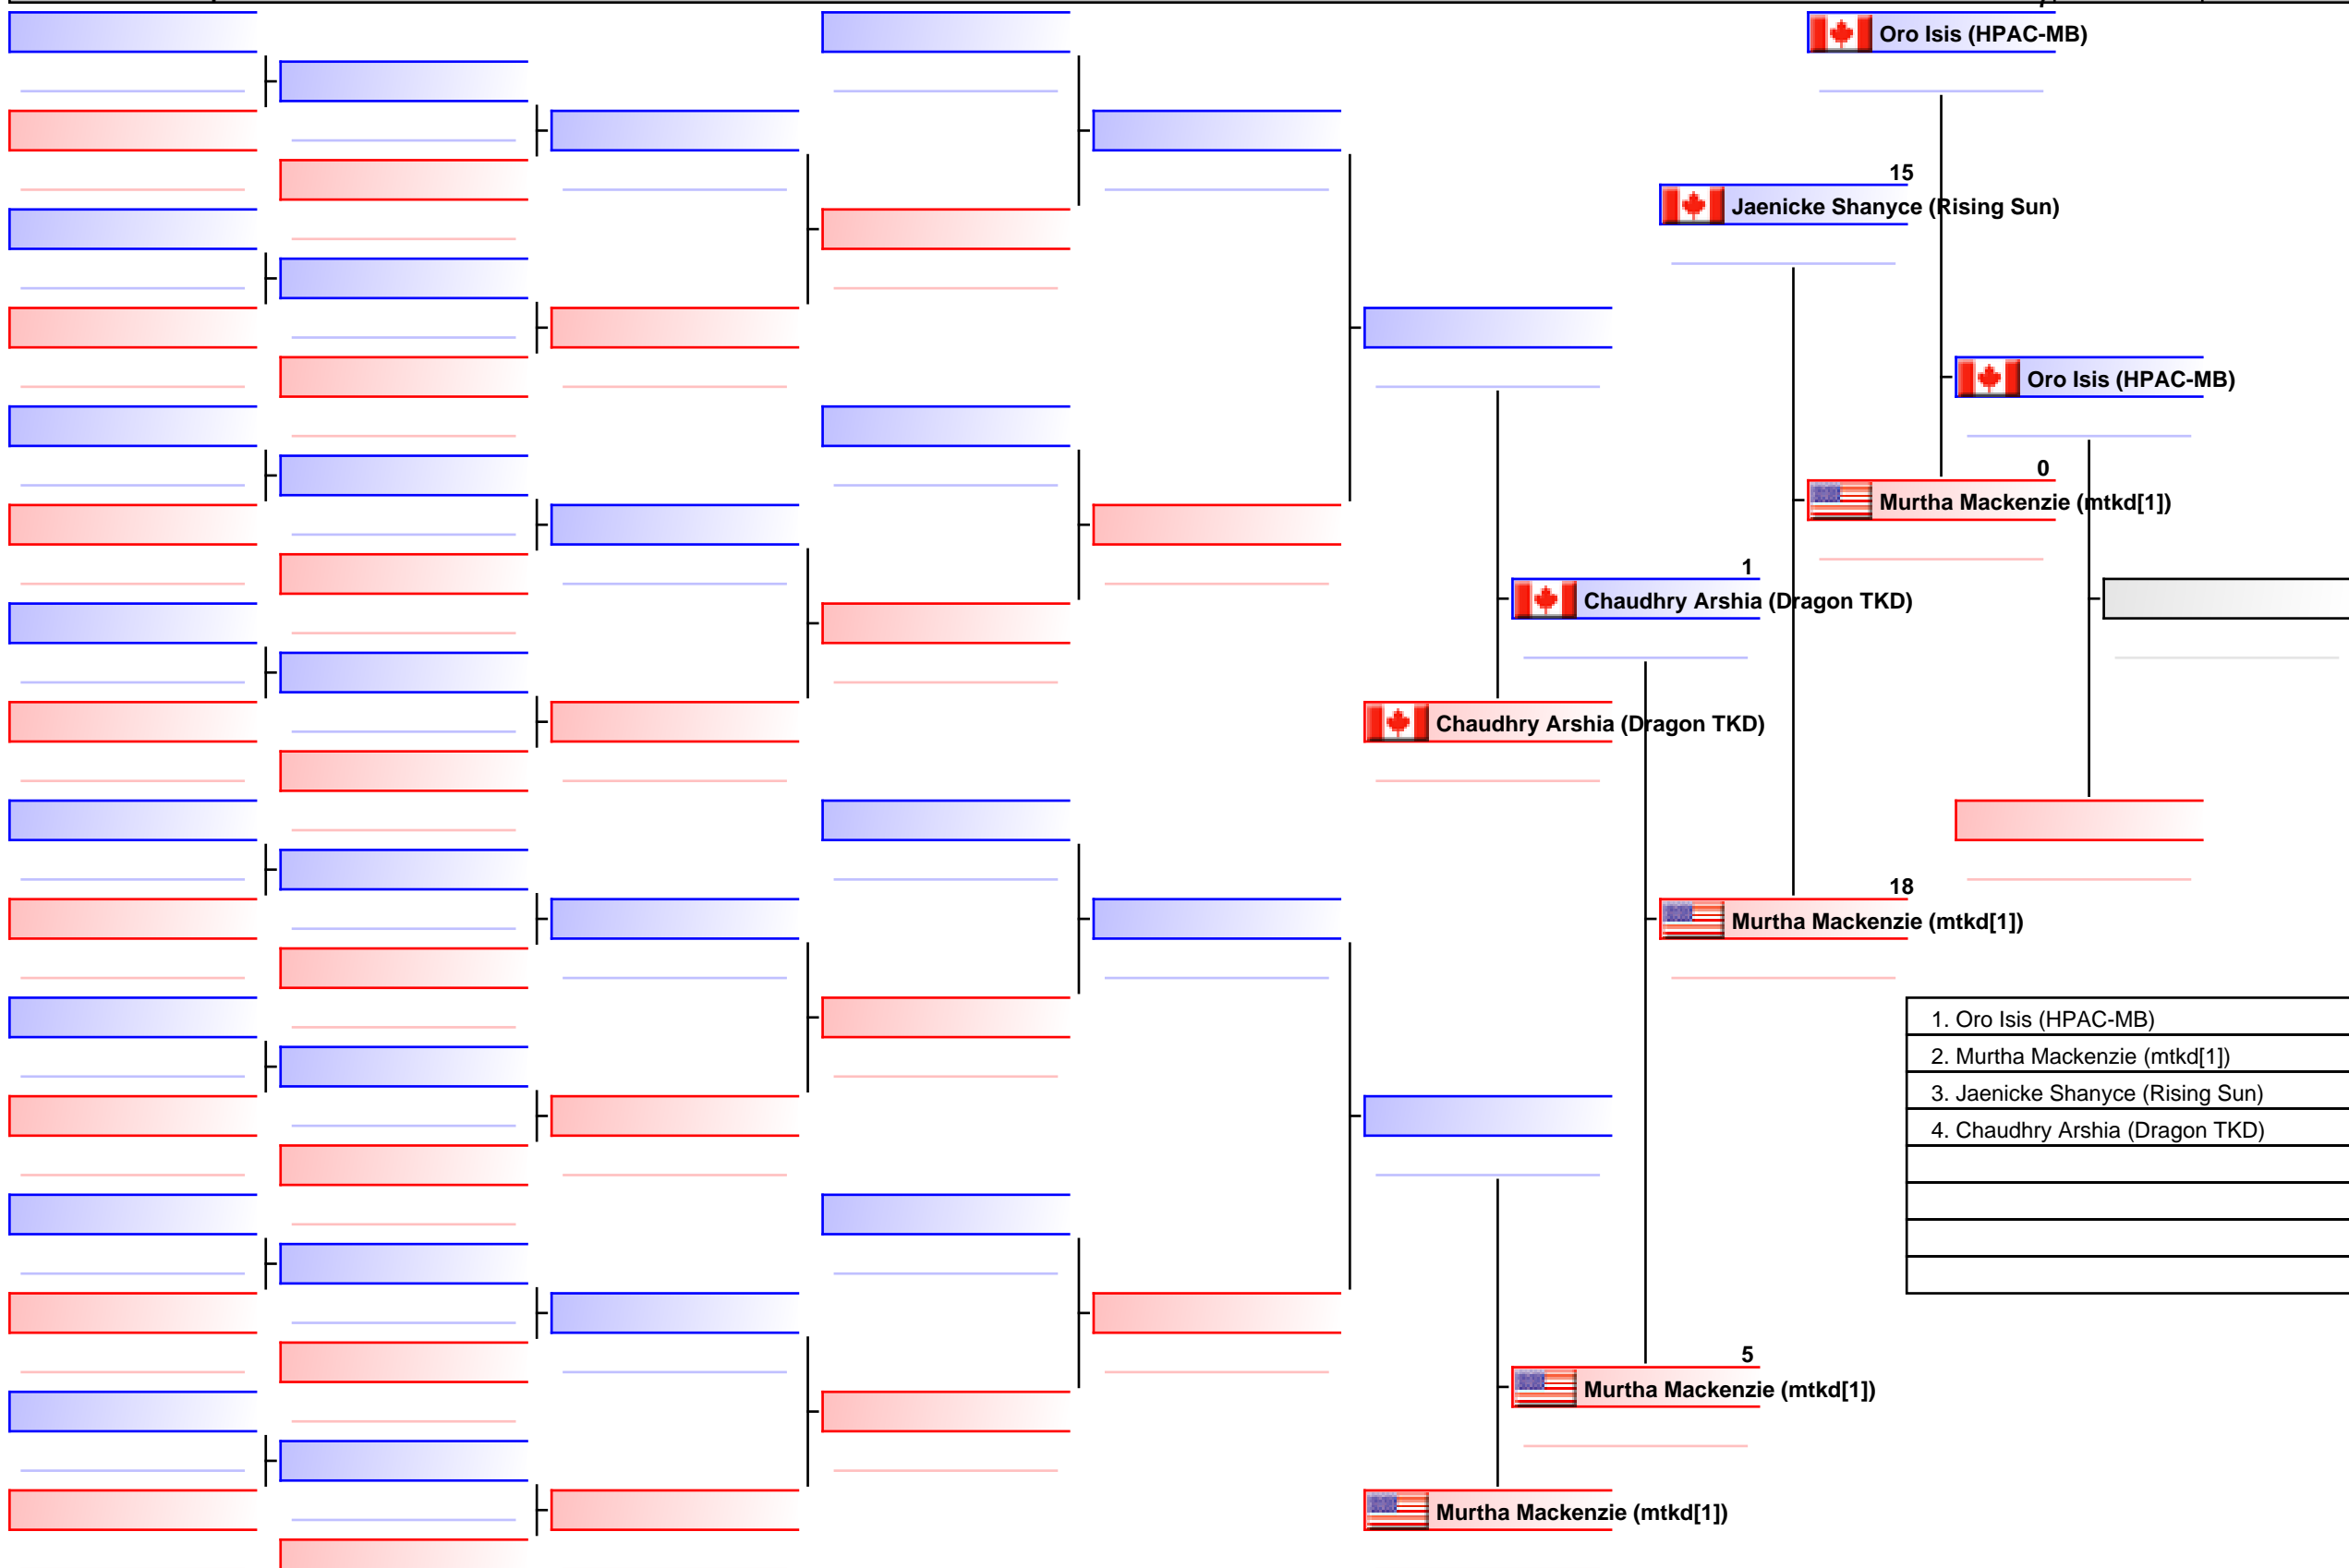 Oro Isis (HPAC-MB)
15
Jaenicke Shanyce (Rising Sun)
Oro Isis (HPAC-MB)
0
Murtha Mackenzie (mtkd[1])
1
Chaudhry Arshia (Dragon TKD)
Chaudhry Arshia (Dragon TKD)
18
Murtha Mackenzie (mtkd[1])
1. Oro Isis (HPAC-MB)
2. Murtha Mackenzie (mtkd[1])
3. Jaenicke Shanyce (Rising Sun)
4. Chaudhry Arshia (Dragon TKD)
5
Murtha Mackenzie (mtkd[1])
Murtha Mackenzie (mtkd[1])